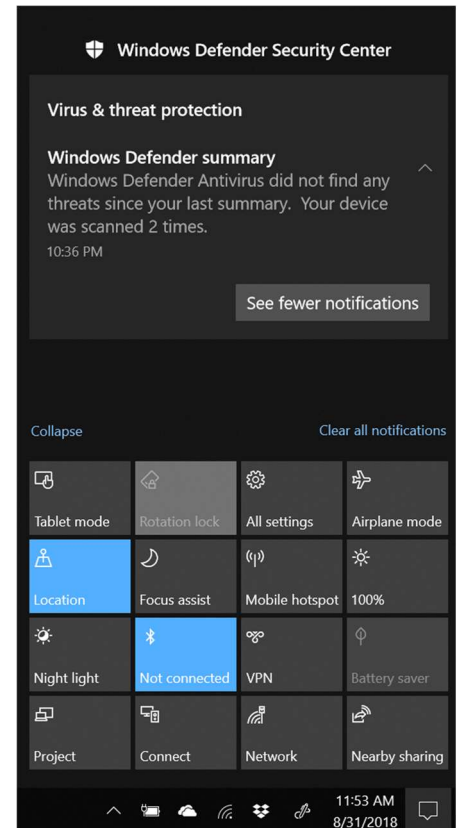 Windows Defender Security Center
Virus & threat protection
Windows Defender summary
Windows Defender Antivirus did not find any
threats since your last summary.  Your device
was scanned 2 times.
10:36 PM
See fewer notifications
Collapse
Clear all notifications
Tablet mode
Rotation lock
All settings
Airplane mode
Location
Focus assist
Mobile hotspot
100%
Night light
Not connected
VPN
Battery saver
Project
Connect
Network
Nearby sharing
11:53 AM
8/31/2018